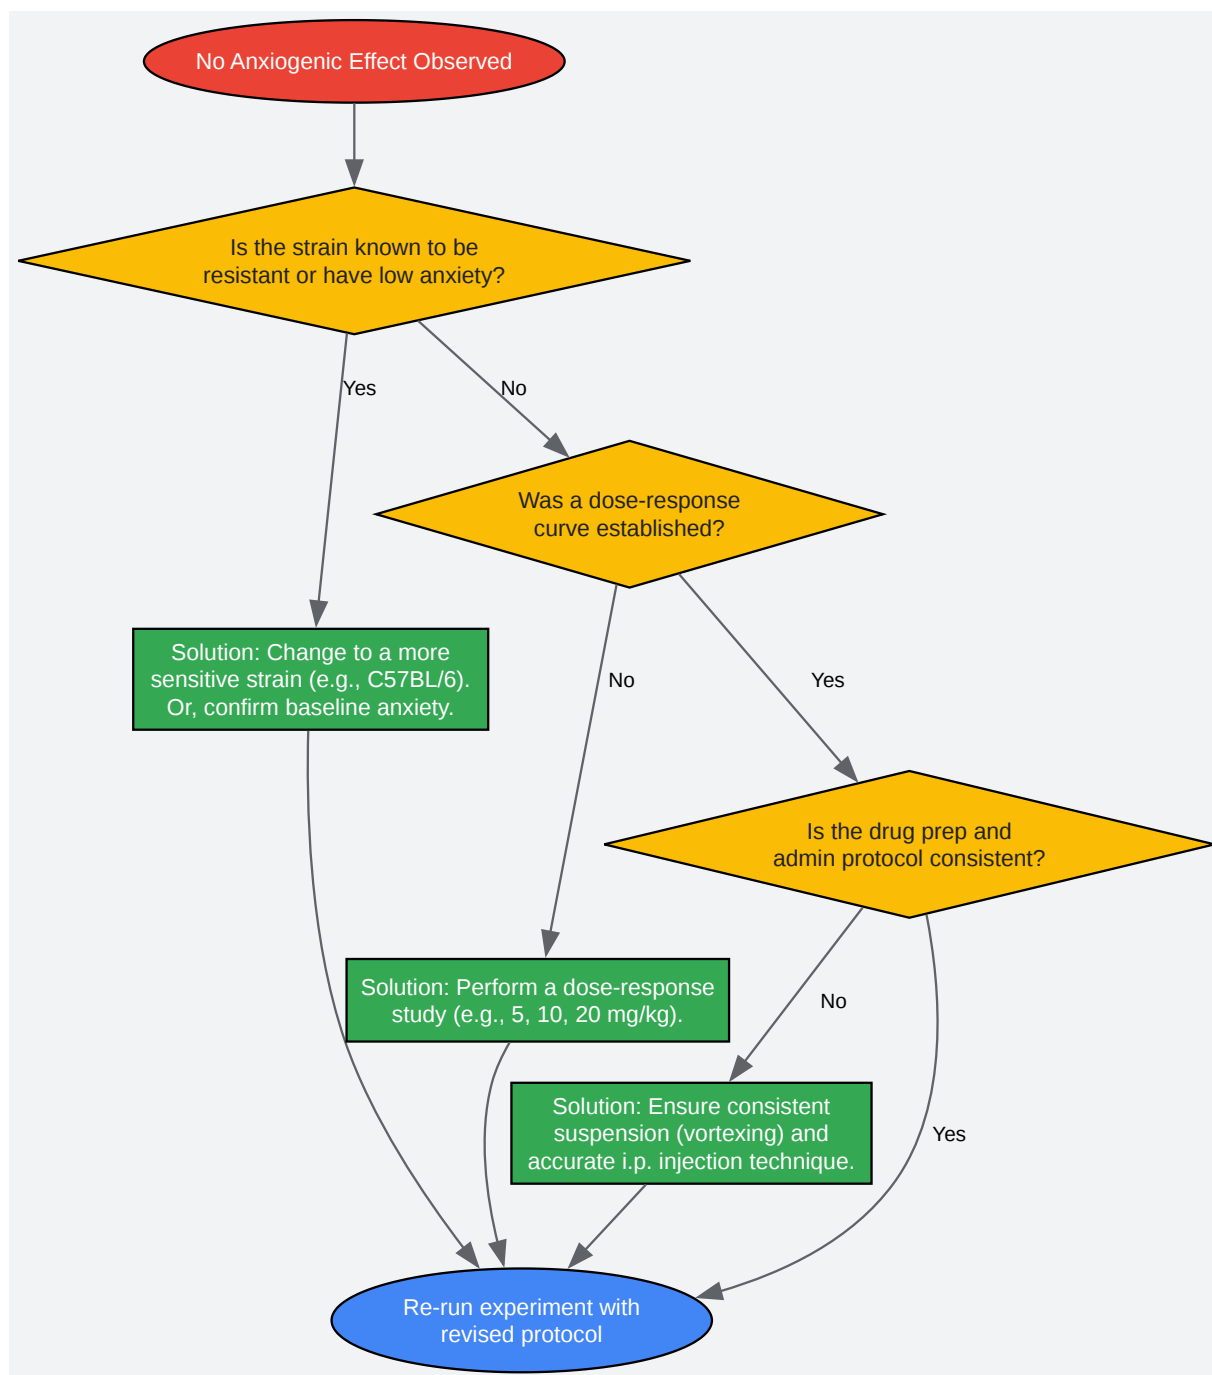 No Anxiogenic Effect Observed
Is the strain known to be
resistant or have low anxiety?
Yes
No
Was a dose-response
curve established?
Solution: Change to a more
sensitive strain (e.g., C57BL/6).
Or, confirm baseline anxiety.
No
Yes
Is the drug prep and
admin protocol consistent?
Solution: Perform a dose-response
study (e.g., 5, 10, 20 mg/kg).
No
Solution: Ensure consistent
suspension (vortexing) and
accurate i.p. injection technique.
Yes
Re-run experiment with
revised protocol